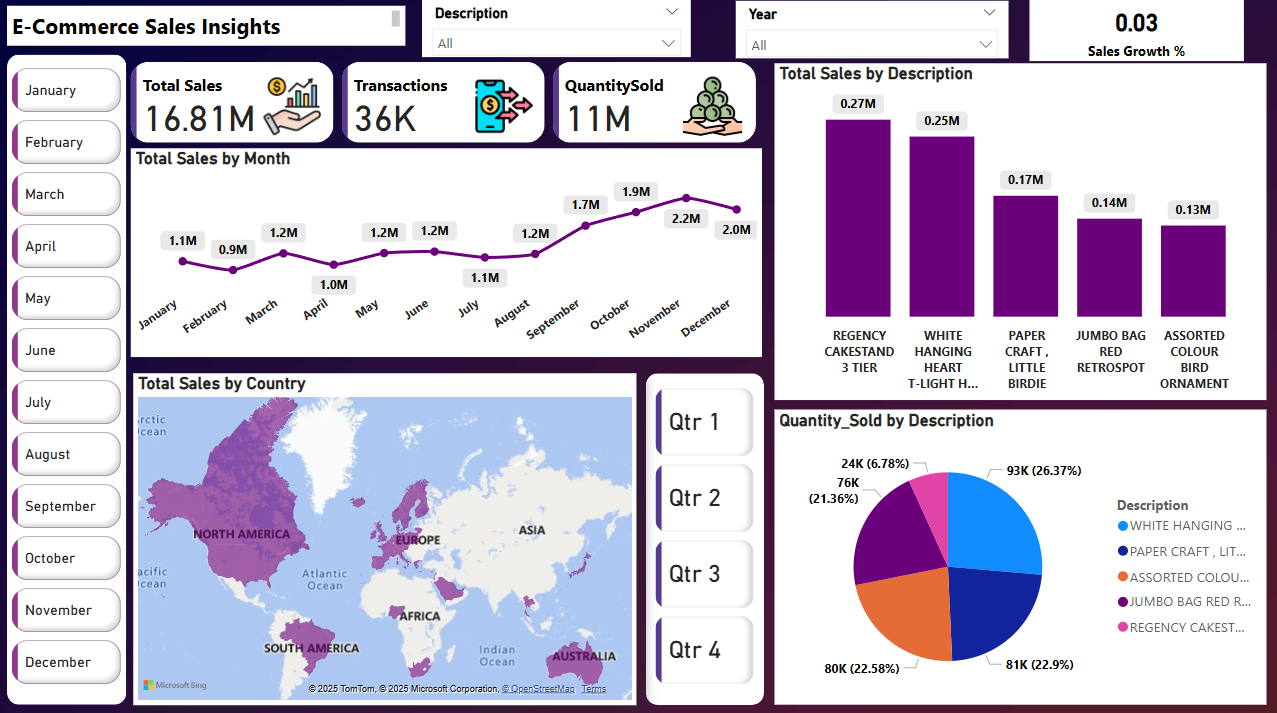 E-Commerce Sales Insights
Description
All
Year
All
0.03
Sales Growth %
January
February
March
April
May
June
July
August
September
October
November
December
Total Sales
16.81M
Transactions
36K
QuantitySold
11M
Total Sales by Month
1.1M
0.9M
1.2M
1.0M
1.2M
1.2M
1.1M
1.2M
1.7M
1.9M
2.2M
2.0M
January
February
March
April
May
June
July
August
September
October
November
December
Total Sales by Description
0.27M
0.25M
0.17M
0.14M
0.13M
REGENCY
CAKESTAND
3 TIER
WHITE
HANGING
HEART
T-LIGHT H...
PAPER
CRAFT ,
LITTLE
BIRDIE
JUMBO BAG
RED
RETROSPOT
ASSORTED
COLOUR
BIRD
ORNAMENT
Total Sales by Country
rctic
cean
NORTH AMERICA
EUROPE
ASIA
acific
cean
Atlantic
Ocean
AFRICA
SOUTH AMERICA
Indian
Ocean
AUSTRALIA
Microsoft Bing
© 2025 TomTom, © 2025 Microsoft Corporation, © OpenStreetMap Terms
Qtr 1
Qtr 2
Qtr 3
Qtr 4
Quantity_Sold by Description
24K (6.78%)
93K (26.37%)
76K
(21.36%)
80K (22.58%)
81K (22.9%)
Description
WHITE HANGING ...
PAPER CRAFT , LIT...
ASSORTED COLOU...
JUMBO BAG RED R...
REGENCY CAKEST...